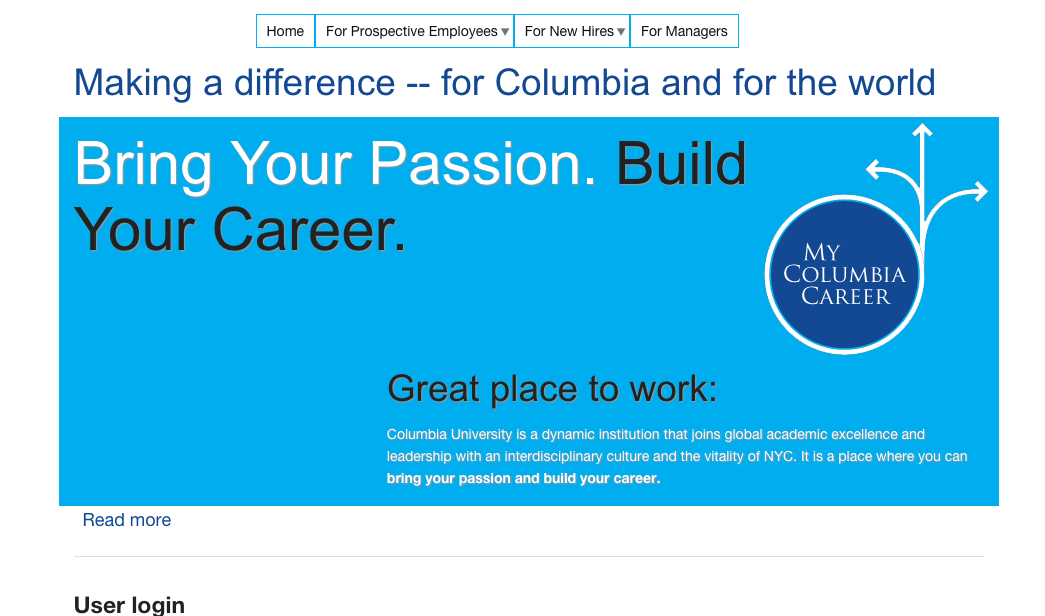 Home For Prospective Employees For New Hires For Managers
Making a difference -- for Columbia and for the world
Bring Your Passion. Build
Your Career.
MY
COLUMBIA
CAREER
Great place to work:
Columbia University is a dynamic institution that joins global academic excellence and
leadership with an interdisciplinary culture and the vitality of NYC. It is a place where you can
bring your passion and build your career.
Read more
User login